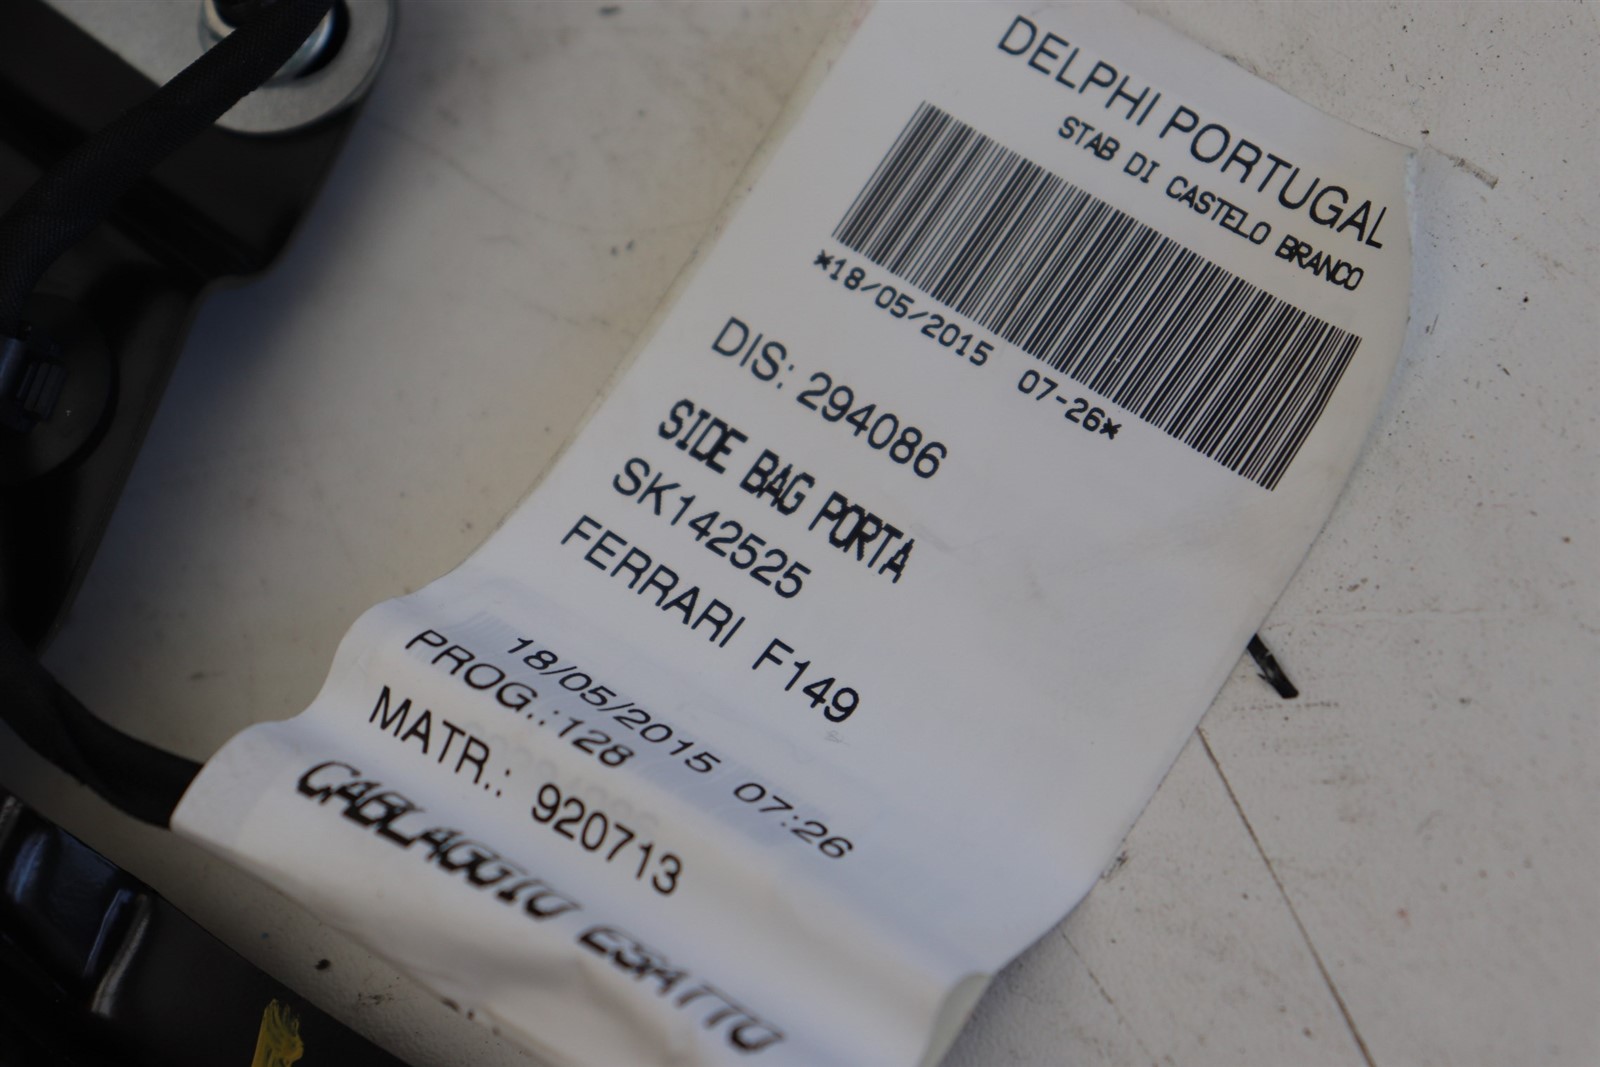 DELPHI PORTUGAL
STAB DI CASTELO BRANCO
*18/05/2015 07-26*
DIS: 294086
SIDE BAG PORTA
SK142525
FERRARI F149
18/05/2015 07:26
PROG.:128
MATR.: 920713
CABLAGGIO ESATTO